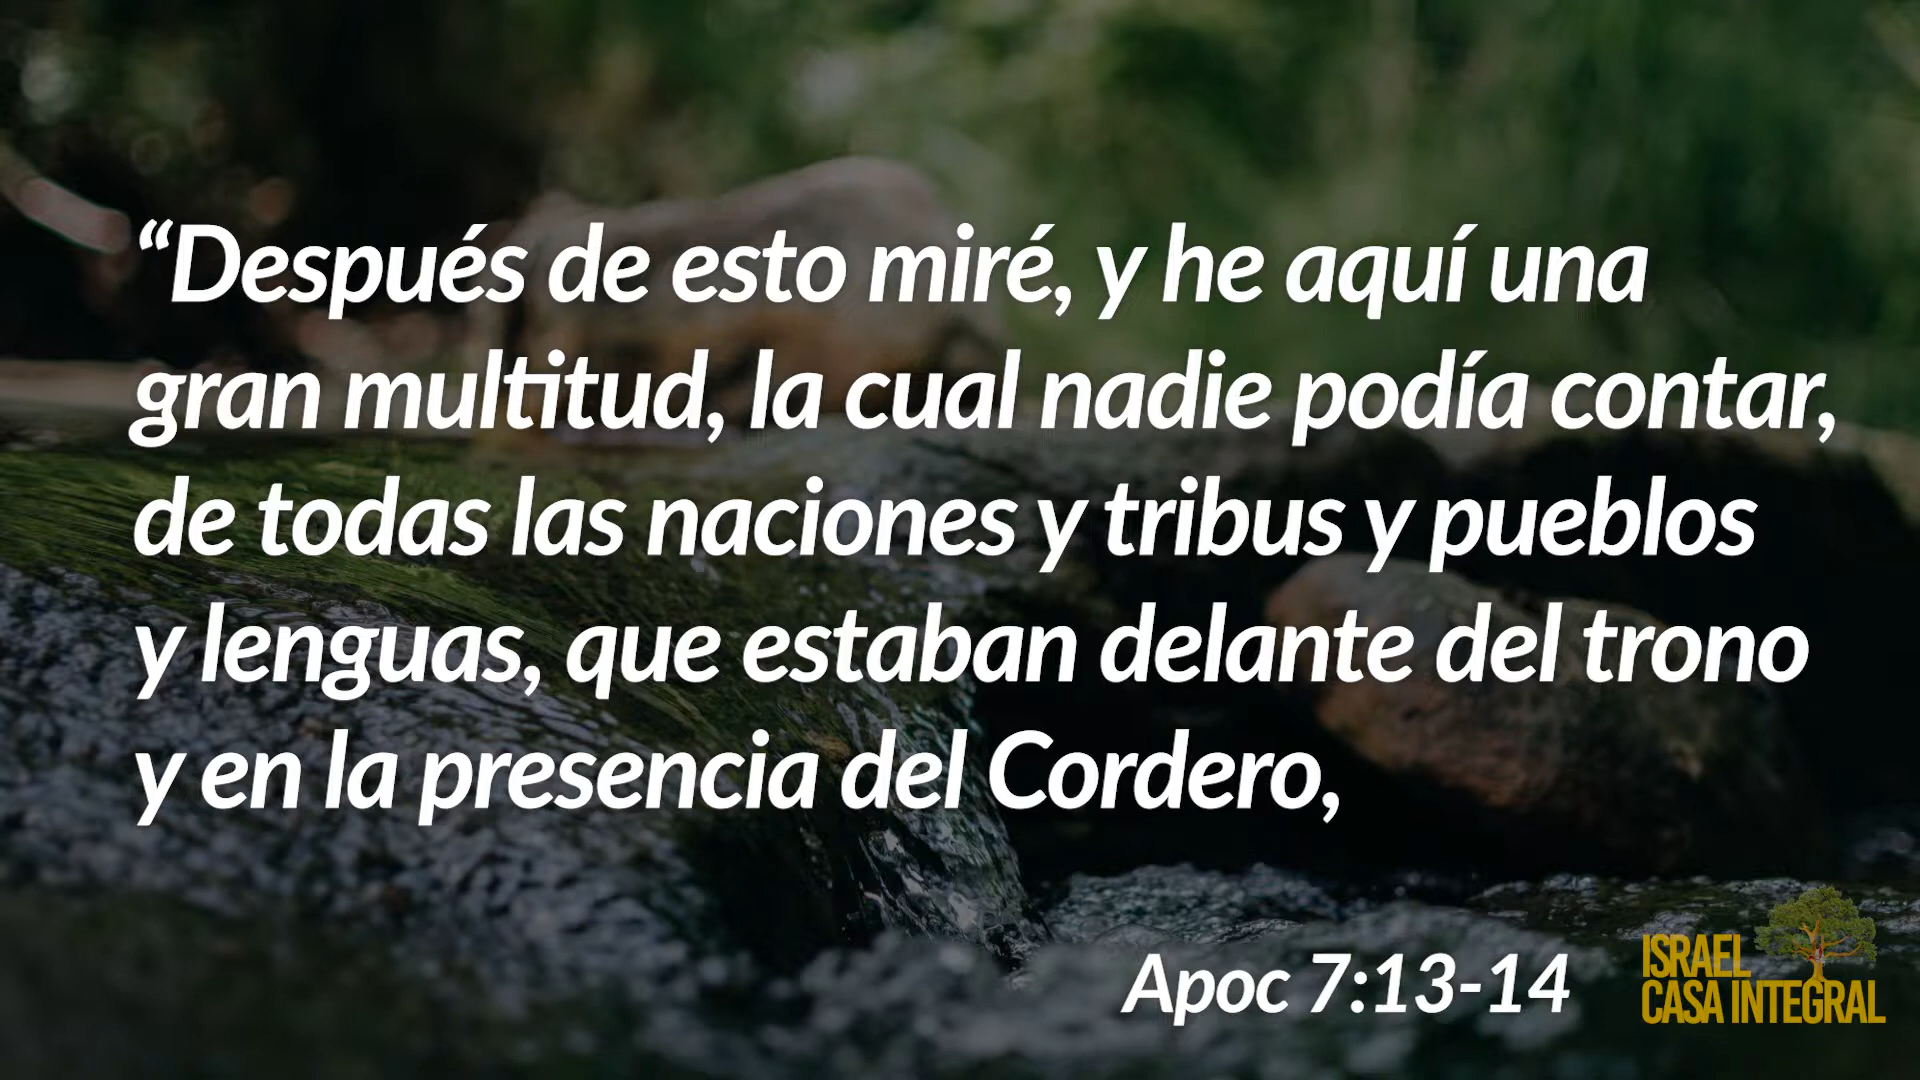 “Después de esto miré, y he aquí una
gran multitud, la cual nadie podía contar,
de todas las naciones y tribus y pueblos
y lenguas, que estaban delante del trono
y en la presencia del Cordero,
Apoc 7:13-14
ISRAEL
CASA INTEGRAL